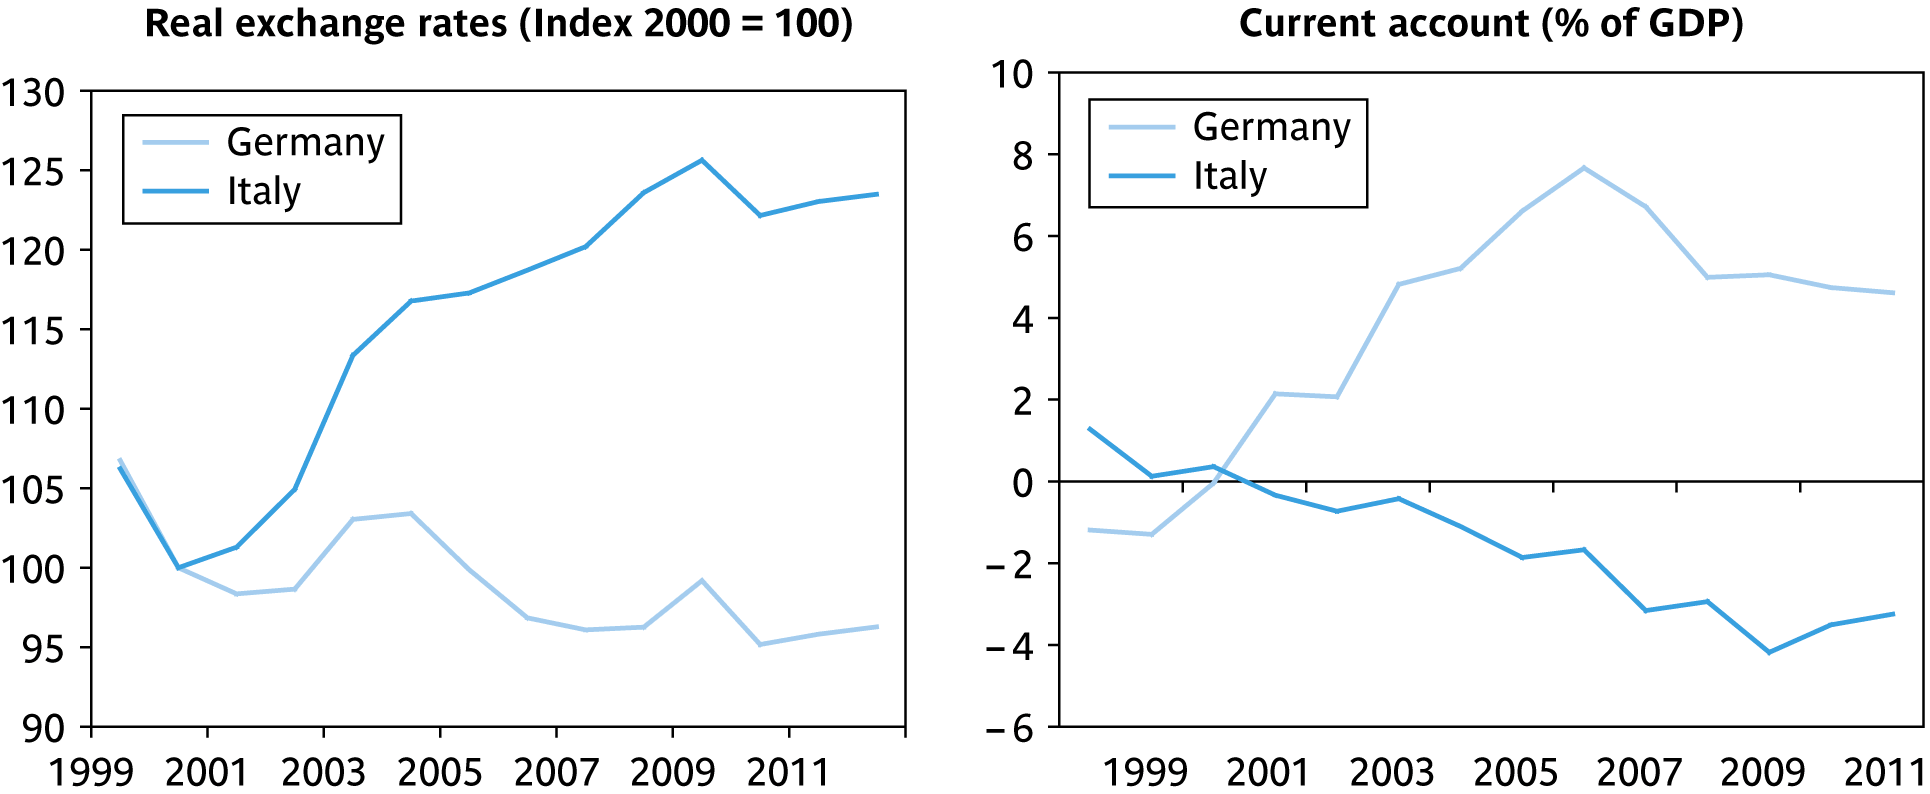 Real exchange rates (Index 2000 = 100)
130
125
120
115
110
105
100
95
90
Germany
Italy
1999 2001 2003 2005 2007 2009 2011
Current account (% of GDP)
10
8
6
4
2
0
−2
−4
−6
Germany
Italy
1999 2001 2003 2005 2007 2009 2011